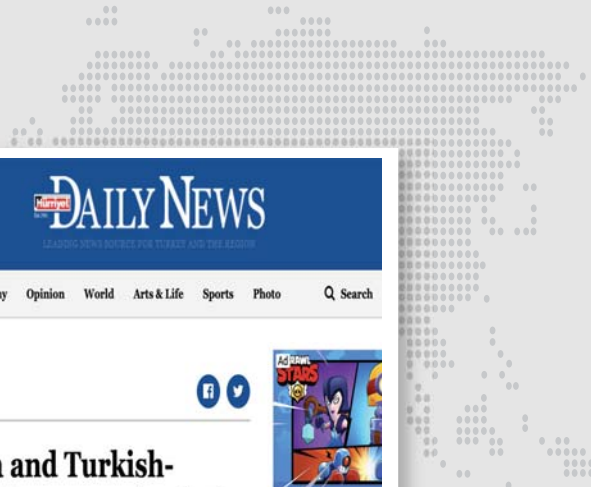 Hürriyet
DAILY NEWS
LEADING NEWS SOURCE FOR TURKEY AND THE REGION
y Opinion World Arts & Life Sports Photo Search
Ad
BRAWL
STARS
and Turkish-